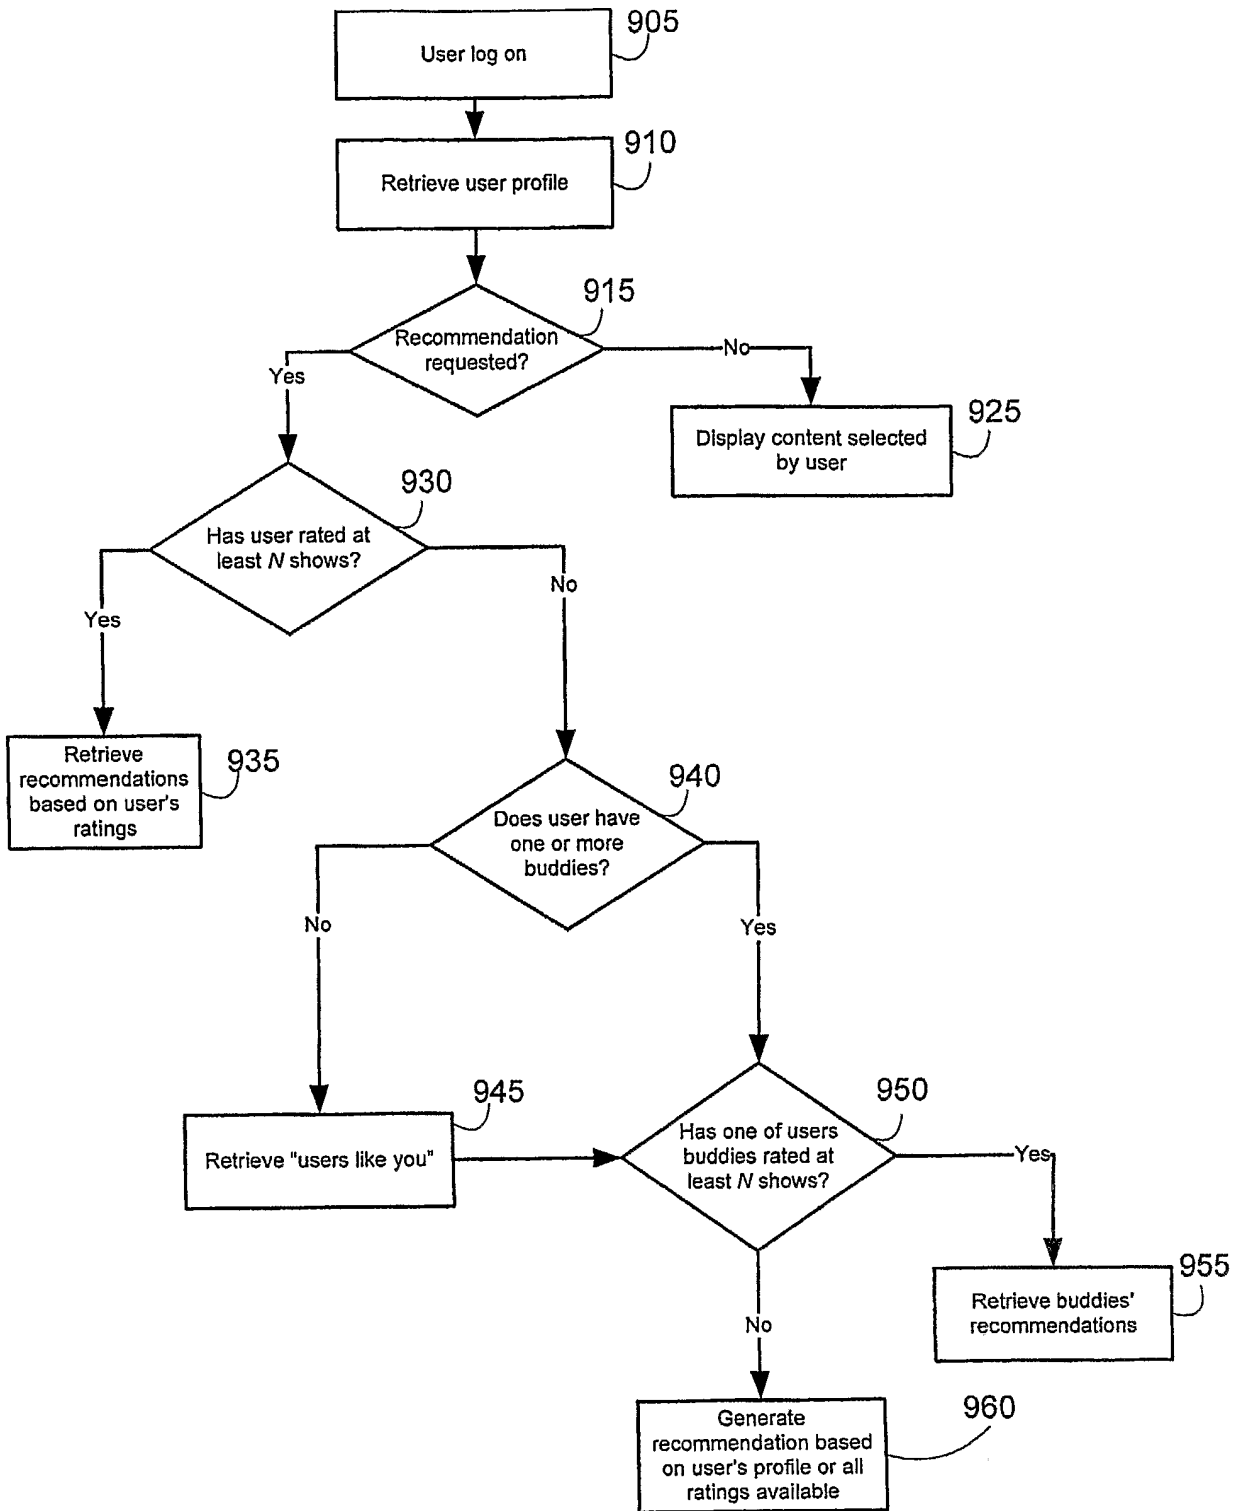 User log on
905
Retrieve user profile
910
Recommendation
requested?
915
Yes
No
Display content selected
by user
925
Has user rated at
least N shows?
930
Yes
No
Retrieve
recommendations
based on user's
ratings
935
Does user have
one or more
buddies?
940
No
Yes
Retrieve "users like you"
945
Has one of users
buddies rated at
least N shows?
950
Yes
No
Retrieve buddies'
recommendations
955
Generate
recommendation based
on user's profile or all
ratings available
960